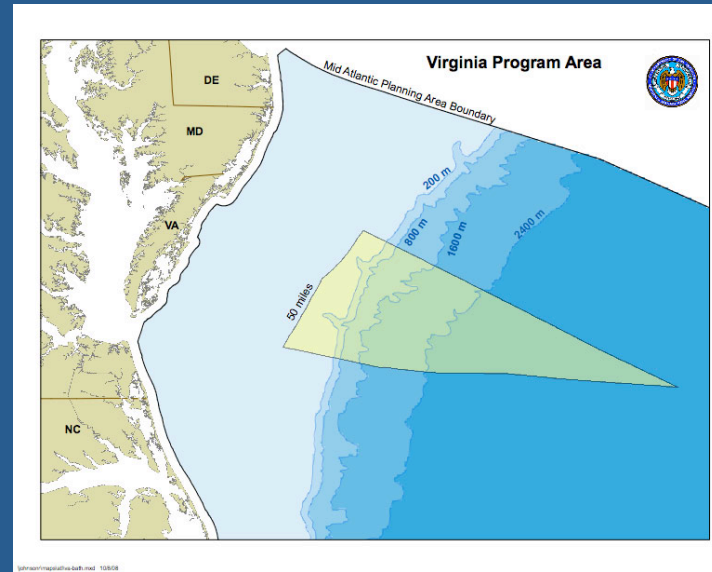 Virginia Program Area
Mid Atlantic Planning Area Boundary
DE
MD
VA
NC
200 m
800 m
1600 m
2400 m
50 miles